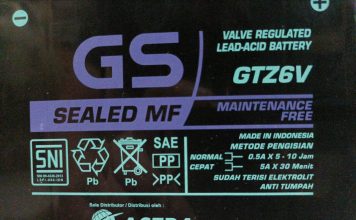 GS
VALVE REGULATED
LEAD-ACID BATTERY
GTZ6V
SEALED MF
MAINTENANCE
FREE
SNI
Pb
Pb
SAE
PP
>PP<
MADE IN INDONESIA
METODE PENGISIAN
NORMAL 0.5A X 5 - 10 Jam
CEPAT 5A X 30 Menit
SUDAH TERISI ELEKTROLIT
ANTI TUMPAH
Sole Distributor / Distribusi oleh :
ASTRA